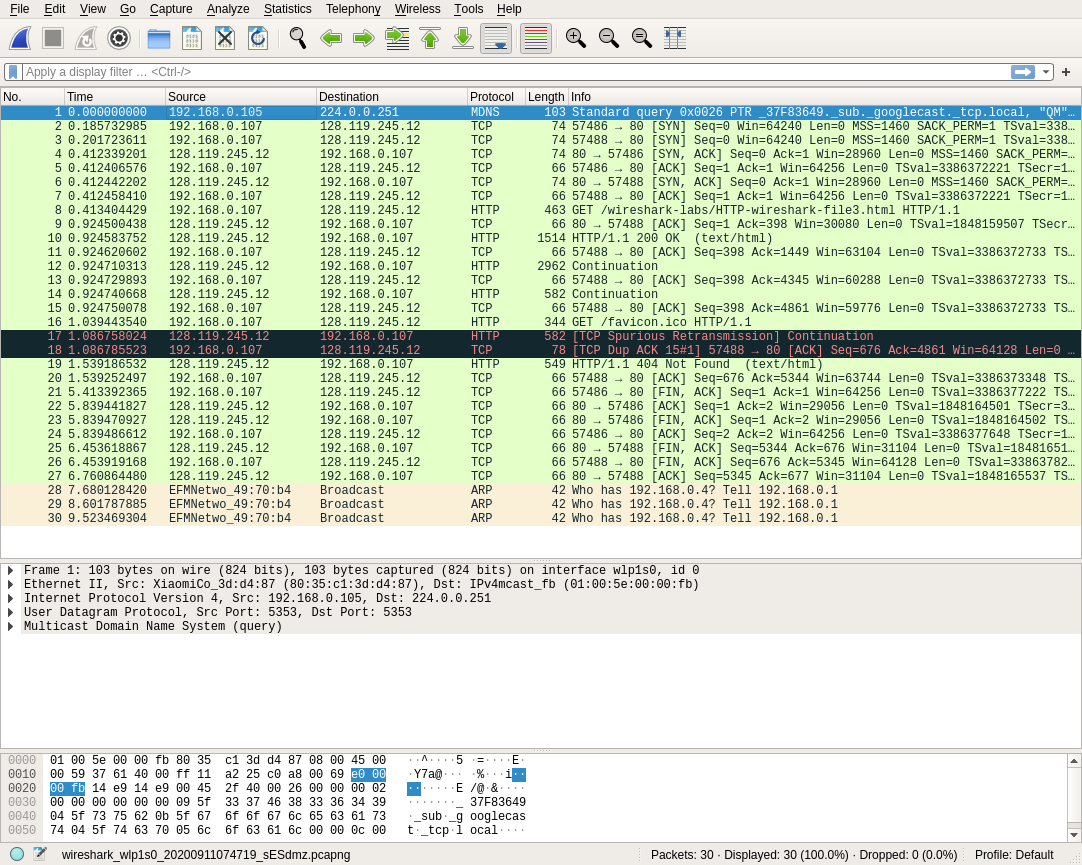 File Edit View Go Capture Analyze Statistics Telephony Wireless Tools Help
Apply a display filter … <Ctrl-/>
No. Time Source Destination Protocol Length Info
1 0.000000000 192.168.0.105 224.0.0.251 MDNS 103 Standard query 0x0026 PTR _37F83649._sub._googlecast._tcp.local, "QM"…
2 0.185732985 192.168.0.107 128.119.245.12 TCP 74 57486 → 80 [SYN] Seq=0 Win=64240 Len=0 MSS=1460 SACK_PERM=1 TSval=338…
3 0.201723611 192.168.0.107 128.119.245.12 TCP 74 57488 → 80 [SYN] Seq=0 Win=64240 Len=0 MSS=1460 SACK_PERM=1 TSval=338…
4 0.412339201 128.119.245.12 192.168.0.107 TCP 74 80 → 57486 [SYN, ACK] Seq=0 Ack=1 Win=28960 Len=0 MSS=1460 SACK_PERM=…
5 0.412406576 192.168.0.107 128.119.245.12 TCP 66 57486 → 80 [ACK] Seq=1 Ack=1 Win=64256 Len=0 TSval=3386372221 TSecr=1…
6 0.412442202 128.119.245.12 192.168.0.107 TCP 74 80 → 57488 [SYN, ACK] Seq=0 Ack=1 Win=28960 Len=0 MSS=1460 SACK_PERM=…
7 0.412458410 192.168.0.107 128.119.245.12 TCP 66 57488 → 80 [ACK] Seq=1 Ack=1 Win=64256 Len=0 TSval=3386372221 TSecr=1…
8 0.413404429 192.168.0.107 128.119.245.12 HTTP 463 GET /wireshark-labs/HTTP-wireshark-file3.html HTTP/1.1
9 0.924500438 128.119.245.12 192.168.0.107 TCP 66 80 → 57488 [ACK] Seq=1 Ack=398 Win=30080 Len=0 TSval=1848159507 TSecr…
10 0.924583752 128.119.245.12 192.168.0.107 HTTP 1514 HTTP/1.1 200 OK (text/html)
11 0.924620602 192.168.0.107 128.119.245.12 TCP 66 57488 → 80 [ACK] Seq=398 Ack=1449 Win=63104 Len=0 TSval=3386372733 TS…
12 0.924710313 128.119.245.12 192.168.0.107 HTTP 2962 Continuation
13 0.924729893 192.168.0.107 128.119.245.12 TCP 66 57488 → 80 [ACK] Seq=398 Ack=4345 Win=60288 Len=0 TSval=3386372733 TS…
14 0.924740668 128.119.245.12 192.168.0.107 HTTP 582 Continuation
15 0.924750078 192.168.0.107 128.119.245.12 TCP 66 57488 → 80 [ACK] Seq=398 Ack=4861 Win=59776 Len=0 TSval=3386372733 TS…
16 1.039443540 192.168.0.107 128.119.245.12 HTTP 344 GET /favicon.ico HTTP/1.1
17 1.086758024 128.119.245.12 192.168.0.107 HTTP 582 [TCP Spurious Retransmission] Continuation
18 1.086785523 192.168.0.107 128.119.245.12 TCP 78 [TCP Dup ACK 15#1] 57488 → 80 [ACK] Seq=676 Ack=4861 Win=64128 Len=0 …
19 1.539186532 128.119.245.12 192.168.0.107 HTTP 549 HTTP/1.1 404 Not Found (text/html)
20 1.539252497 192.168.0.107 128.119.245.12 TCP 66 57488 → 80 [ACK] Seq=676 Ack=5344 Win=63744 Len=0 TSval=3386373348 TS…
21 5.413392365 192.168.0.107 128.119.245.12 TCP 66 57486 → 80 [FIN, ACK] Seq=1 Ack=1 Win=64256 Len=0 TSval=3386377222 TS…
22 5.839441827 128.119.245.12 192.168.0.107 TCP 66 80 → 57486 [ACK] Seq=1 Ack=2 Win=29056 Len=0 TSval=1848164501 TSecr=3…
23 5.839470927 128.119.245.12 192.168.0.107 TCP 66 80 → 57486 [FIN, ACK] Seq=1 Ack=2 Win=29056 Len=0 TSval=1848164502 TS…
24 5.839486612 192.168.0.107 128.119.245.12 TCP 66 57486 → 80 [ACK] Seq=2 Ack=2 Win=64256 Len=0 TSval=3386377648 TSecr=1…
25 6.453618867 128.119.245.12 192.168.0.107 TCP 66 80 → 57488 [FIN, ACK] Seq=5344 Ack=676 Win=31104 Len=0 TSval=18481651…
26 6.453919168 192.168.0.107 128.119.245.12 TCP 66 57488 → 80 [FIN, ACK] Seq=676 Ack=5345 Win=64128 Len=0 TSval=33863782…
27 6.760864480 128.119.245.12 192.168.0.107 TCP 66 80 → 57488 [ACK] Seq=5345 Ack=677 Win=31104 Len=0 TSval=1848165537 TS…
28 7.680128420 EFMNetwo_49:70:b4 Broadcast ARP 42 Who has 192.168.0.4? Tell 192.168.0.1
29 8.601787885 EFMNetwo_49:70:b4 Broadcast ARP 42 Who has 192.168.0.4? Tell 192.168.0.1
30 9.523469304 EFMNetwo_49:70:b4 Broadcast ARP 42 Who has 192.168.0.4? Tell 192.168.0.1
Frame 1: 103 bytes on wire (824 bits), 103 bytes captured (824 bits) on interface wlp1s0, id 0
Ethernet II, Src: XiaomiCo_3d:d4:87 (80:35:c1:3d:d4:87), Dst: IPv4mcast_fb (01:00:5e:00:00:fb)
Internet Protocol Version 4, Src: 192.168.0.105, Dst: 224.0.0.251
User Datagram Protocol, Src Port: 5353, Dst Port: 5353
Multicast Domain Name System (query)
0000 01 00 5e 00 00 fb 80 35 c1 3d d4 87 08 00 45 00 ··^····5 ·=····E·
0010 00 59 37 61 40 00 ff 11 a2 25 c0 a8 00 69 e0 00 ·Y7a@··· ·%···i··
0020 00 fb 14 e9 14 e9 00 45 2f 40 00 26 00 00 00 02 ·······E /@·&····
0030 00 00 00 00 00 00 09 5f 33 37 46 38 33 36 34 39 ·······_ 37F83649
0040 04 5f 73 75 62 0b 5f 67 6f 6f 67 6c 65 63 61 73 ·_sub·_g ooglecas
0050 74 04 5f 74 63 70 05 6c 6f 63 61 6c 00 00 0c 00 t·_tcp·l ocal····
wireshark_wlp1s0_20200911074719_sESdmz.pcapng Packets: 30 · Displayed: 30 (100.0%) · Dropped: 0 (0.0%) Profile: Default